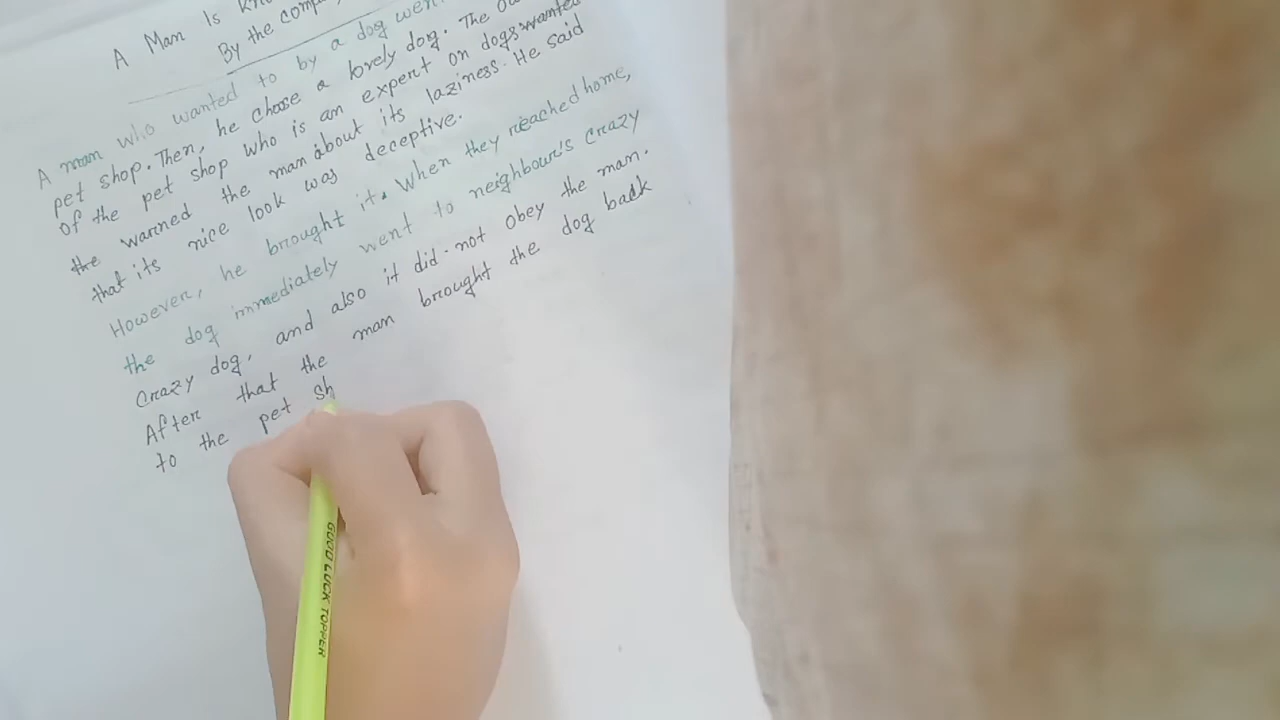 A Man Is
By the
A man who wanted to by a dog went
pet shop. Then, he chose a lovely dog. The
of the pet shop who is an expert on dogs wanted
the warned the man about its laziness. He said
that its nice look was deceptive.
However, he brought it. When they reached home,
the dog immediately went to neighbour's crazy
crazy dog, and also it did not obey the man.
After that the man brought the dog back
to the pet sh
GOOD LUCK TOPPER